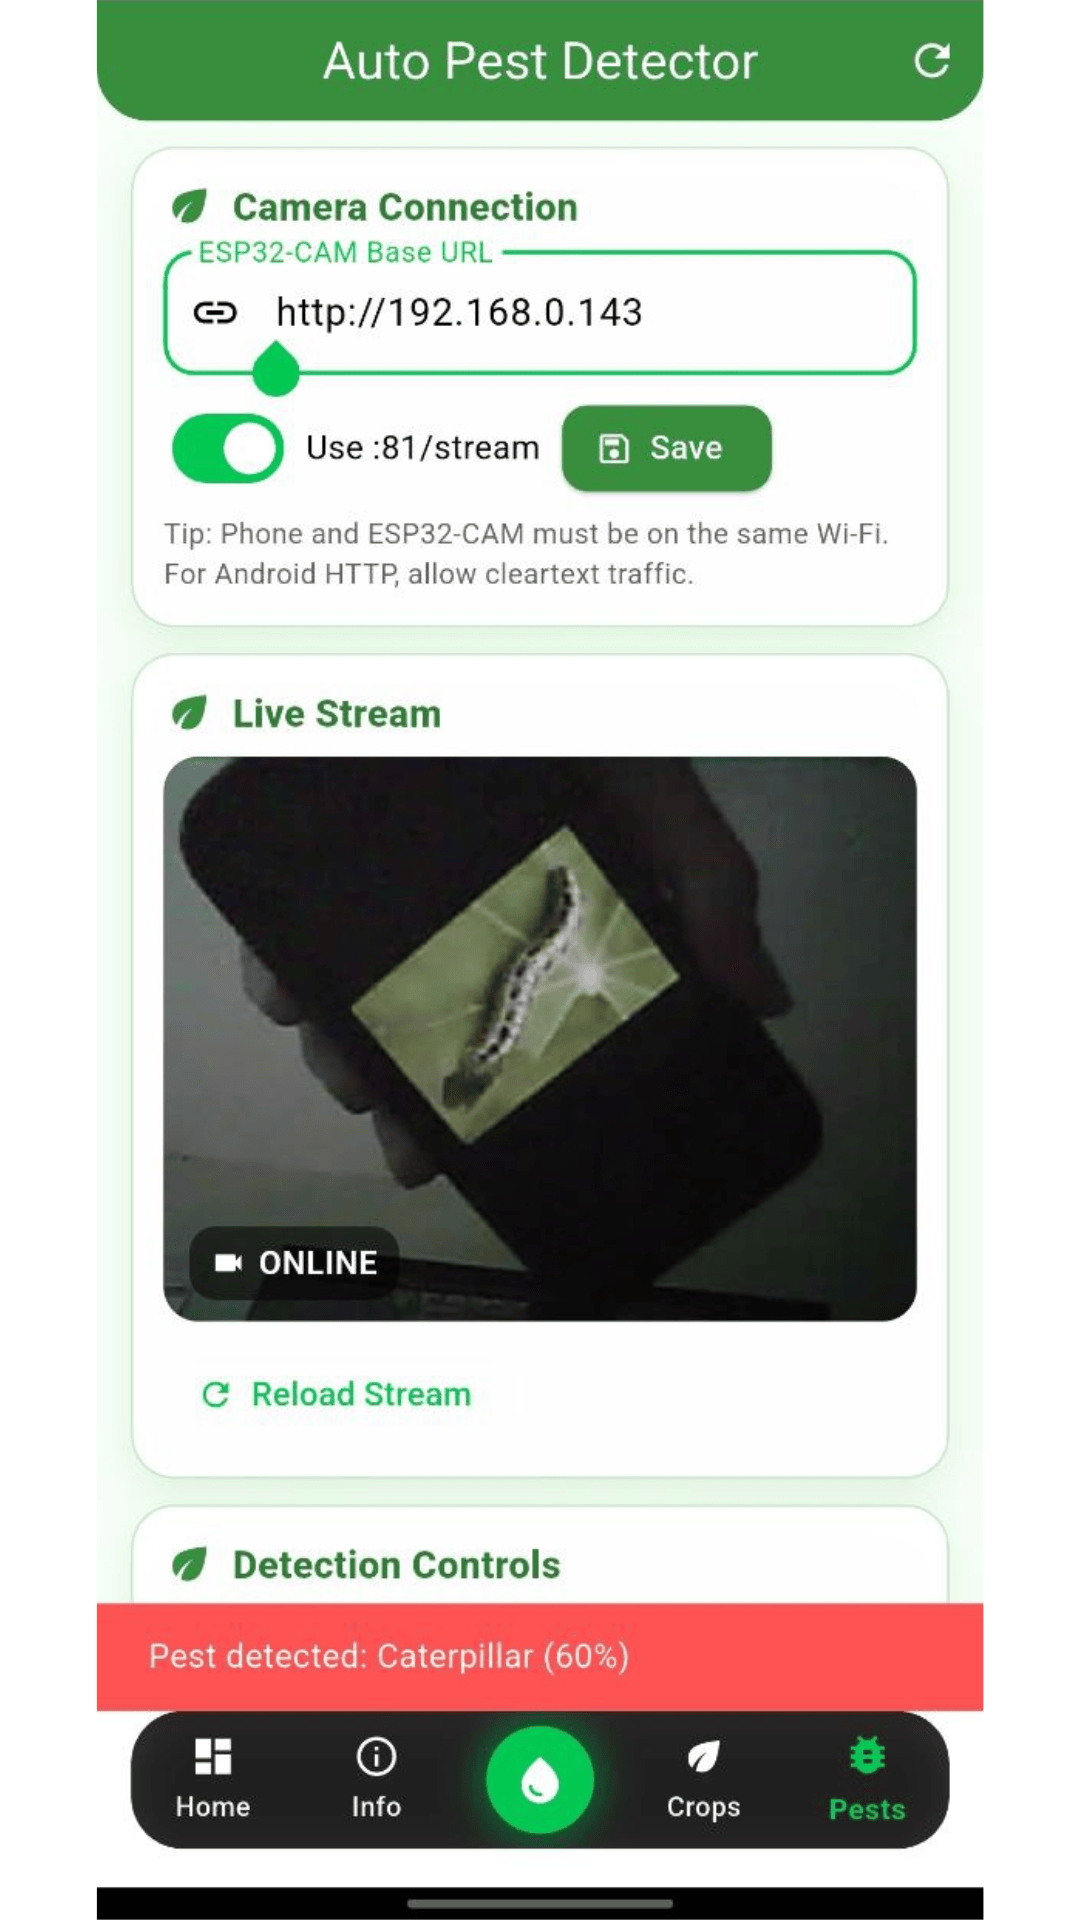 Auto Pest Detector
Camera Connection
ESP32-CAM Base URL
http://192.168.0.143
Use :81/stream
Save
Tip: Phone and ESP32-CAM must be on the same Wi-Fi.
For Android HTTP, allow cleartext traffic.
Live Stream
ONLINE
Reload Stream
Detection Controls
Pest detected: Caterpillar (60%)
Home
Info
Crops
Pests